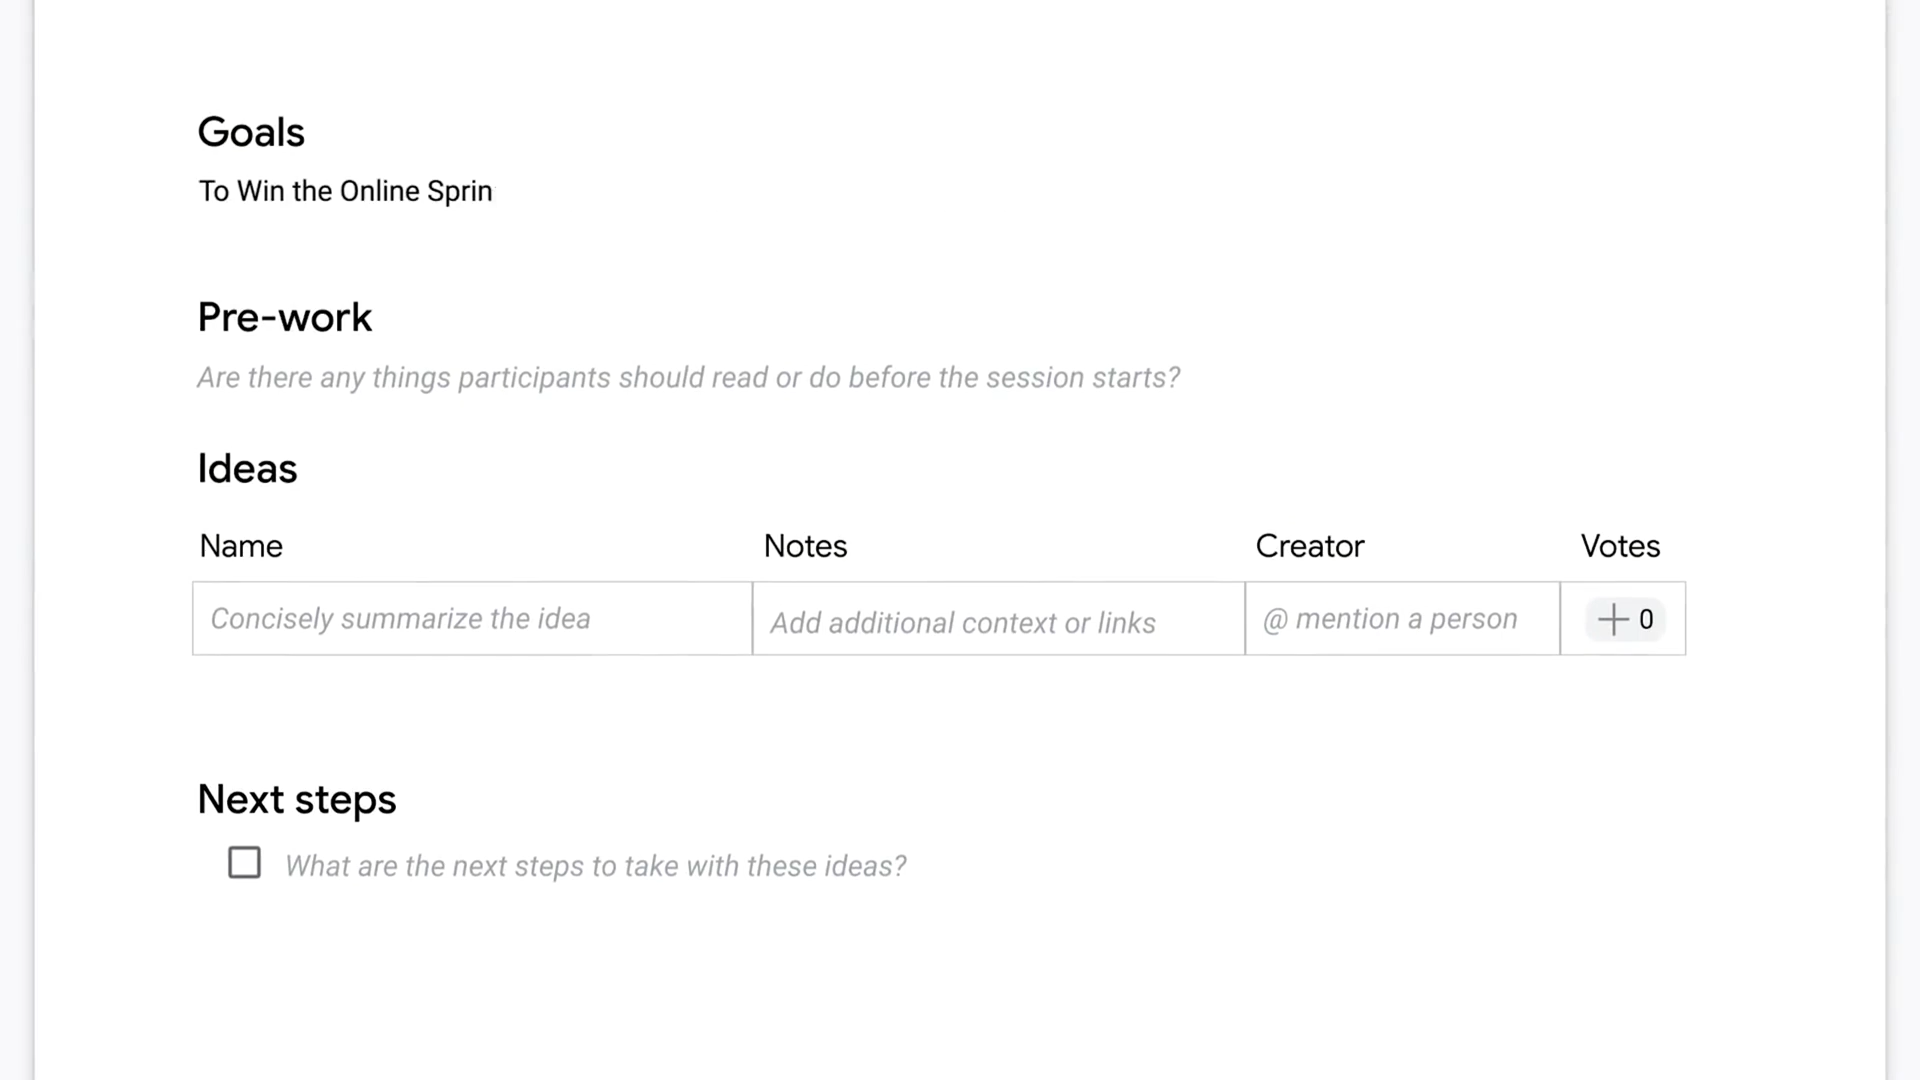 Goals
To Win the Online Sprin
Pre-work
Are there any things participants should read or do before the session starts?
Ideas
Name Notes Creator Votes
Concisely summarize the idea Add additional context or links @ mention a person + 0
Next steps
What are the next steps to take with these ideas?